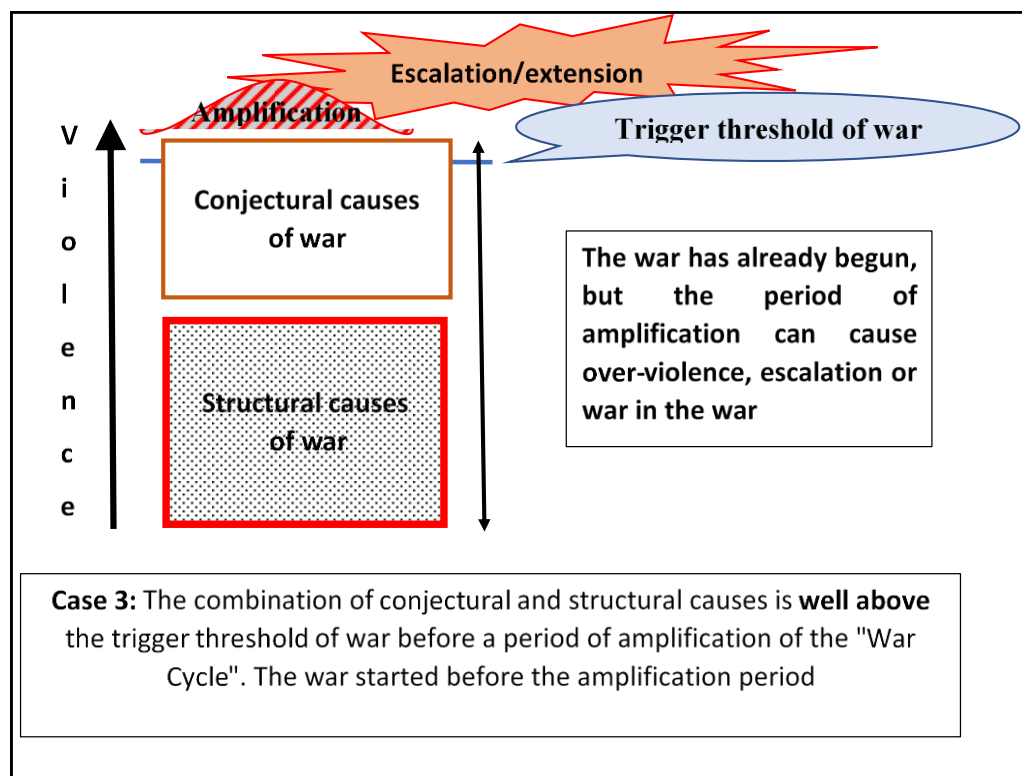 Escalation/extension
Amplification
Trigger threshold of war
Violence
Conjectural causes
of war
The war has already begun,
but the period of
amplification can cause
over-violence, escalation or
war in the war
Structural causes
of war
Case 3: The combination of conjectural and structural causes is well above
the trigger threshold of war before a period of amplification of the "War
Cycle". The war started before the amplification period